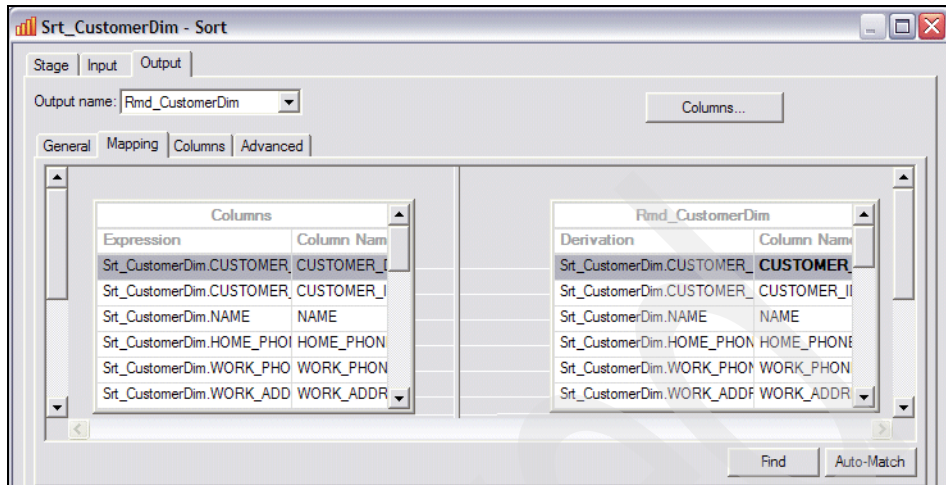 Srt_CustomerDim - Sort
Stage Input Output
Output name: Rmd_CustomerDim
Columns...
General Mapping Columns Advanced
Columns
Expression Column Nam
Srt_CustomerDim.CUSTOMER_ CUSTOMER_D
Srt_CustomerDim.CUSTOMER_ CUSTOMER_I
Srt_CustomerDim.NAME NAME
Srt_CustomerDim.HOME_PHO HOME_PHON
Srt_CustomerDim.WORK_PHO WORK_PHON
Srt_CustomerDim.WORK_ADD WORK_ADDR
Rmd_CustomerDim
Derivation Column Name
Srt_CustomerDim.CUSTOMER_ CUSTOMER_
Srt_CustomerDim.CUSTOMER_ CUSTOMER_I
Srt_CustomerDim.NAME NAME
Srt_CustomerDim.HOME_PHON HOME_PHONE
Srt_CustomerDim.WORK_PHON WORK_PHON
Srt_CustomerDim.WORK_ADDR WORK_ADDR
Find Auto-Match